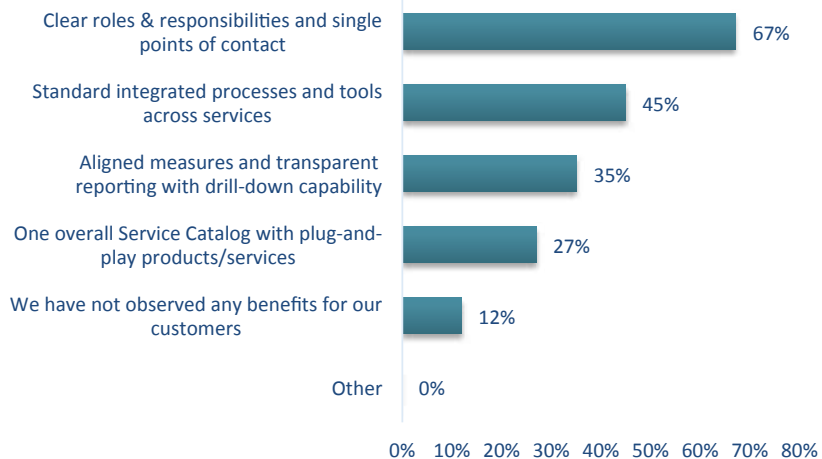 Clear roles & responsibilities and single
points of contact
67%
Standard integrated processes and tools
across services
45%
Aligned measures and transparent
reporting with drill-down capability
35%
One overall Service Catalog with plug-and-
play products/services
27%
We have not observed any benefits for our
customers
12%
Other
0%
0% 10% 20% 30% 40% 50% 60% 70% 80%